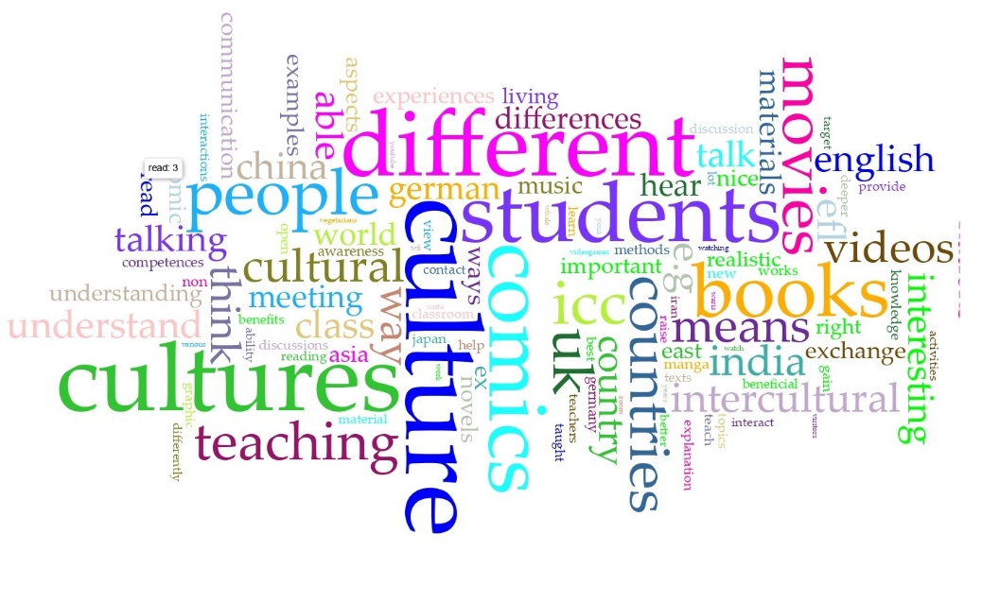 communication
examples
aspects
experiences
living
movies
materials
able
different
differences
interactions
discussion
target
read: 3
read
china
talk
english
lot
nice
deeper
provide
people
german
music
hear
students
efl
learn
talking
vegetarians
open
world
view
culture
awareness
videogames
methods
watching
e.g
realistic
videos
competences
cultural
contact
ways
comics
important
new
works
non
think
understanding
meeting
way
icc
countries
iran
books
knowledge
interesting
understand
benefits
class
classroom
raise
means
right
various
ability
discussions
japan
help
uk
best
country
east
watch
exchange
activities
reading
asia
ex
manga
india
gain
cultures
novels
germany
texts
beneficial
intercultural
graphic
material
teachers
better
teach
topics
interact
visitors
differently
teaching
taught
explanation